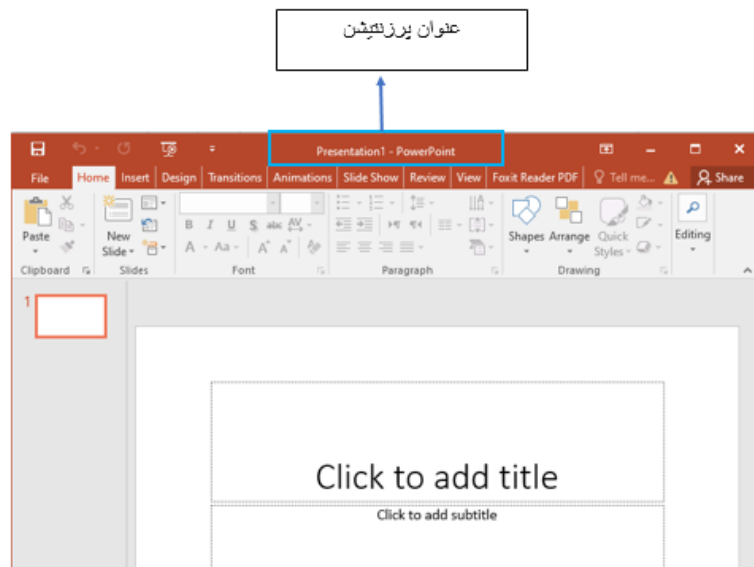 عنوان پرزنتیشن
Presentation1 - PowerPoint
File Home Insert Design Transitions Animations Slide Show Review View Foxit Reader PDF Tell me... Share
Paste
New Slide
B I U S abc AV
A Aa A A
Shapes Arrange Quick Styles
Editing
Clipboard Slides Font Paragraph Drawing
1
Click to add title
Click to add subtitle